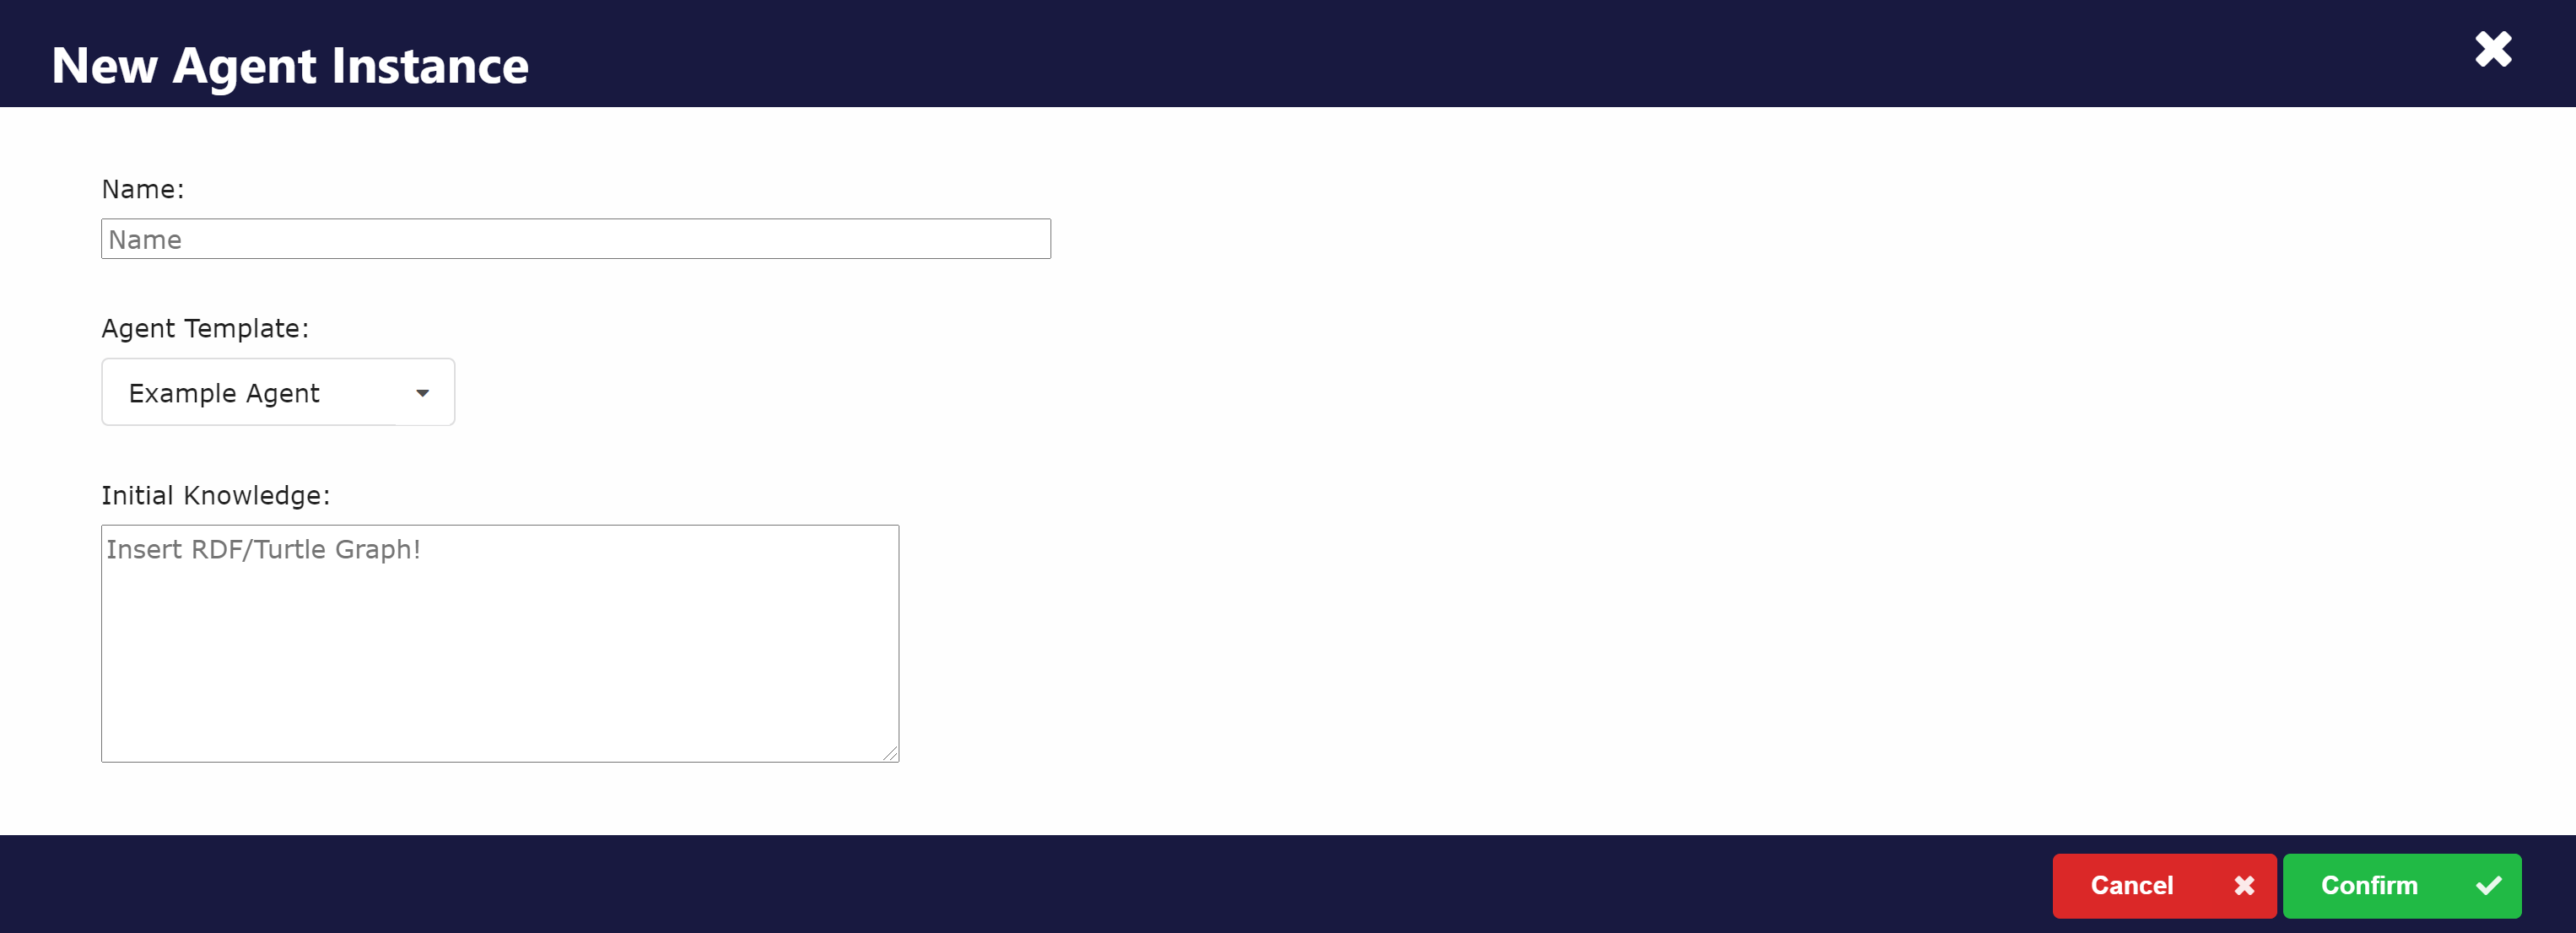 New Agent Instance
Name:
Name
Agent Template:
Example Agent
Initial Knowledge:
Insert RDF/Turtle Graph!
Cancel
Confirm